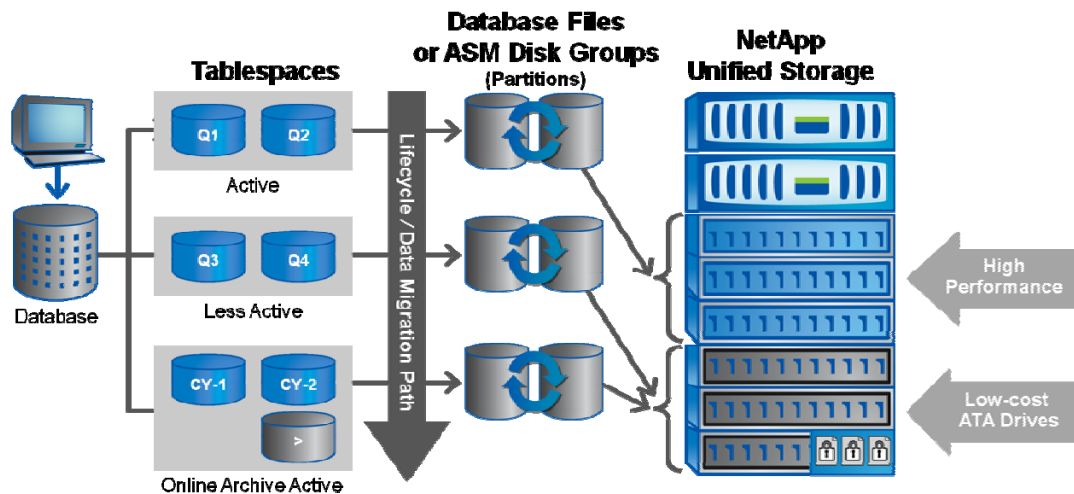 Database Files
or ASM Disk Groups
(Partitions)
NetApp
Unified Storage
Tablespaces
Q1
Q2
Active
Q3
Q4
Less Active
Database
CY-1
CY-2
>
Online Archive Active
Lifecycle / Data Migration Path
High
Performance
Low-cost
ATA Drives